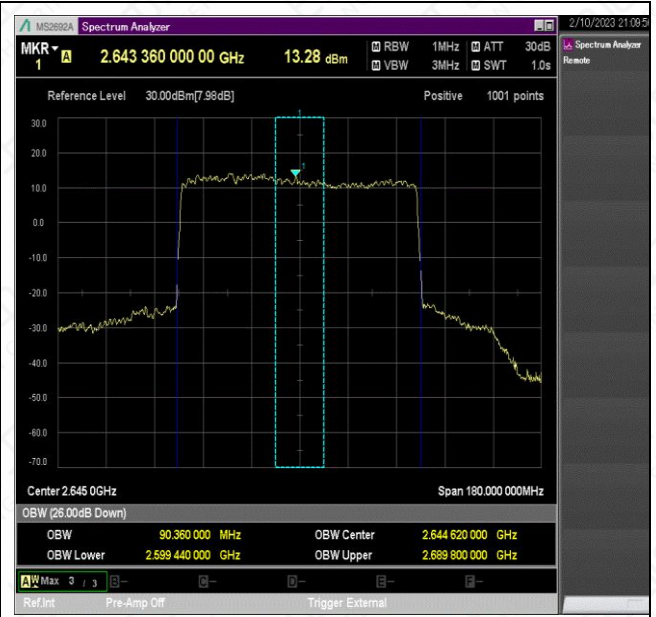 MS2692A Spectrum Analyzer
2/10/2023 21:09:50
MKR A 2.643 360 000 00 GHz 13.28 dBm M RBW 1MHz M ATT 30dB
1 M VBW 3MHz M SWT 1.0s
Spectrum Analyzer
Remote
Reference Level 30.00dBm[7.98dB] Positive 1001 points
1
30.0
20.0
1
10.0
0.0
-10.0
-20.0
-30.0
-40.0
-50.0
-60.0
-70.0
Center 2.645 0GHz Span 180.000 000MHz
OBW (26.00dB Down)
OBW 90.360 000 MHz OBW Center 2.644 620 000 GHz
OBW Lower 2.599 440 000 GHz OBW Upper 2.689 800 000 GHz
A W Max 3 / 3 B- C- D- E- F-
Ref.Int Pre-Amp Off Trigger External